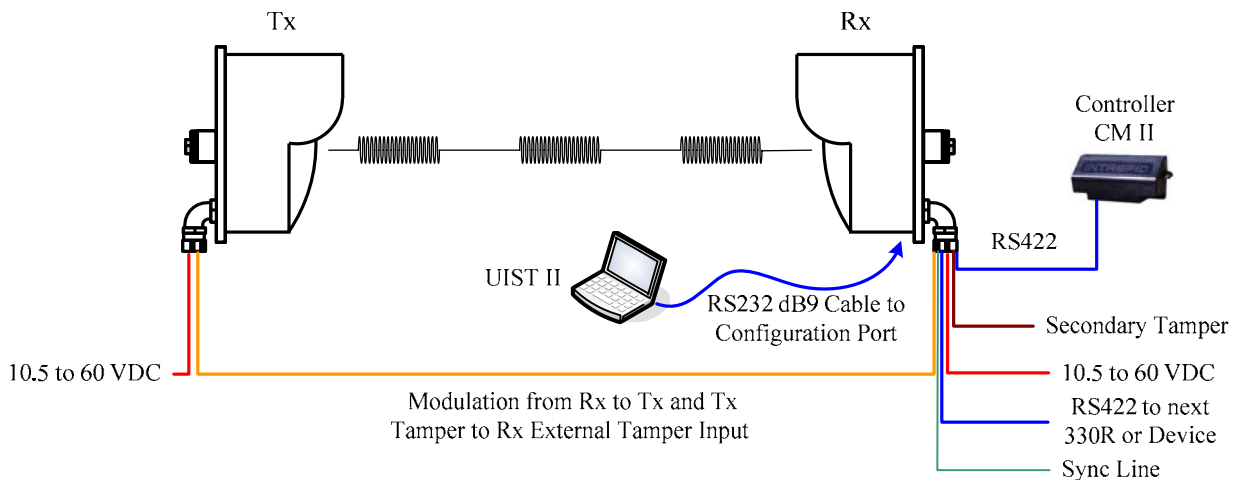 Tx
Rx
Controller
CM II
INTREPID
RS422
UIST II
RS232 dB9 Cable to
Configuration Port
Secondary Tamper
10.5 to 60 VDC
10.5 to 60 VDC
Modulation from Rx to Tx and Tx
Tamper to Rx External Tamper Input
RS422 to next
330R or Device
Sync Line